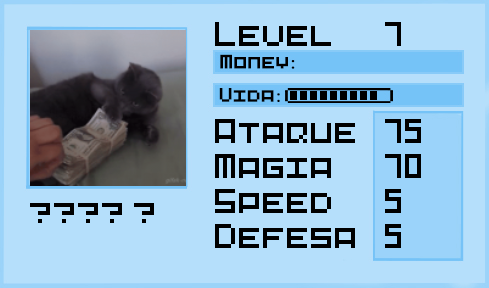 LEVEL 7
MONEY:
VIDA:
ATAQUE 75
MAGIA 70
SPEED 5
DEFESA 5
???? ?